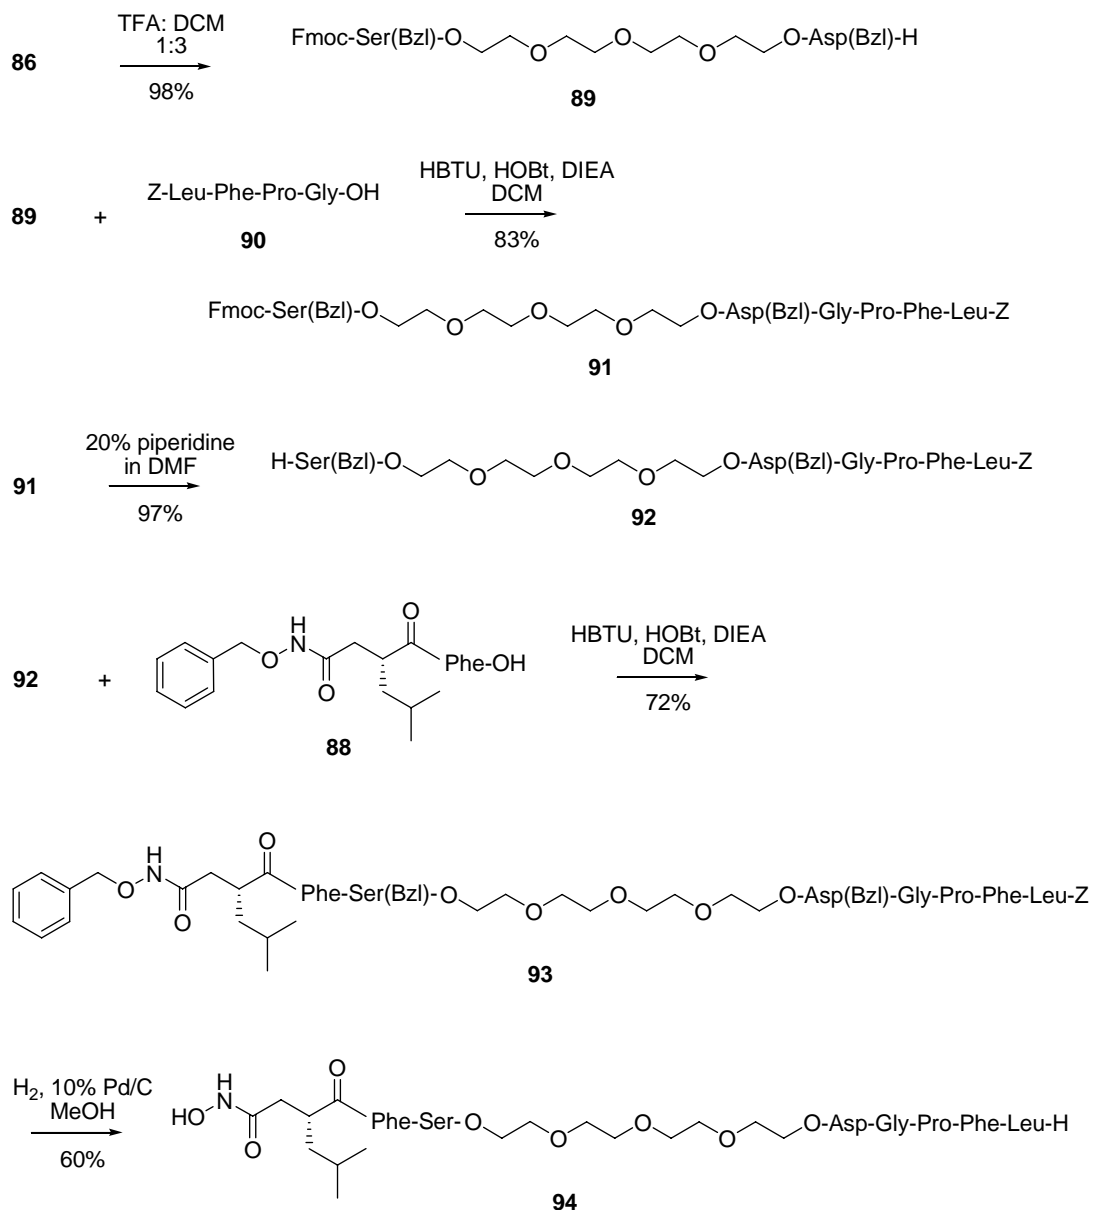 86
TFA: DCM
1:3
98%
Fmoc-Ser(Bzl)-O O O O O-Asp(Bzl)-H
89
89 + Z-Leu-Phe-Pro-Gly-OH
90
HBTU, HOBt, DIEA
DCM
83%
Fmoc-Ser(Bzl)-O O O O O-Asp(Bzl)-Gly-Pro-Phe-Leu-Z
91
91
20% piperidine
in DMF
97%
H-Ser(Bzl)-O O O O O-Asp(Bzl)-Gly-Pro-Phe-Leu-Z
92
92 +
O
H
N
O
O
Phe-OH
88
HBTU, HOBt, DIEA
DCM
72%
O
H
N
O
O
Phe-Ser(Bzl)-O O O O O-Asp(Bzl)-Gly-Pro-Phe-Leu-Z
93
H2, 10% Pd/C
MeOH
60%
O
H
N
HO
O
Phe-Ser-O O O O O-Asp-Gly-Pro-Phe-Leu-H
94